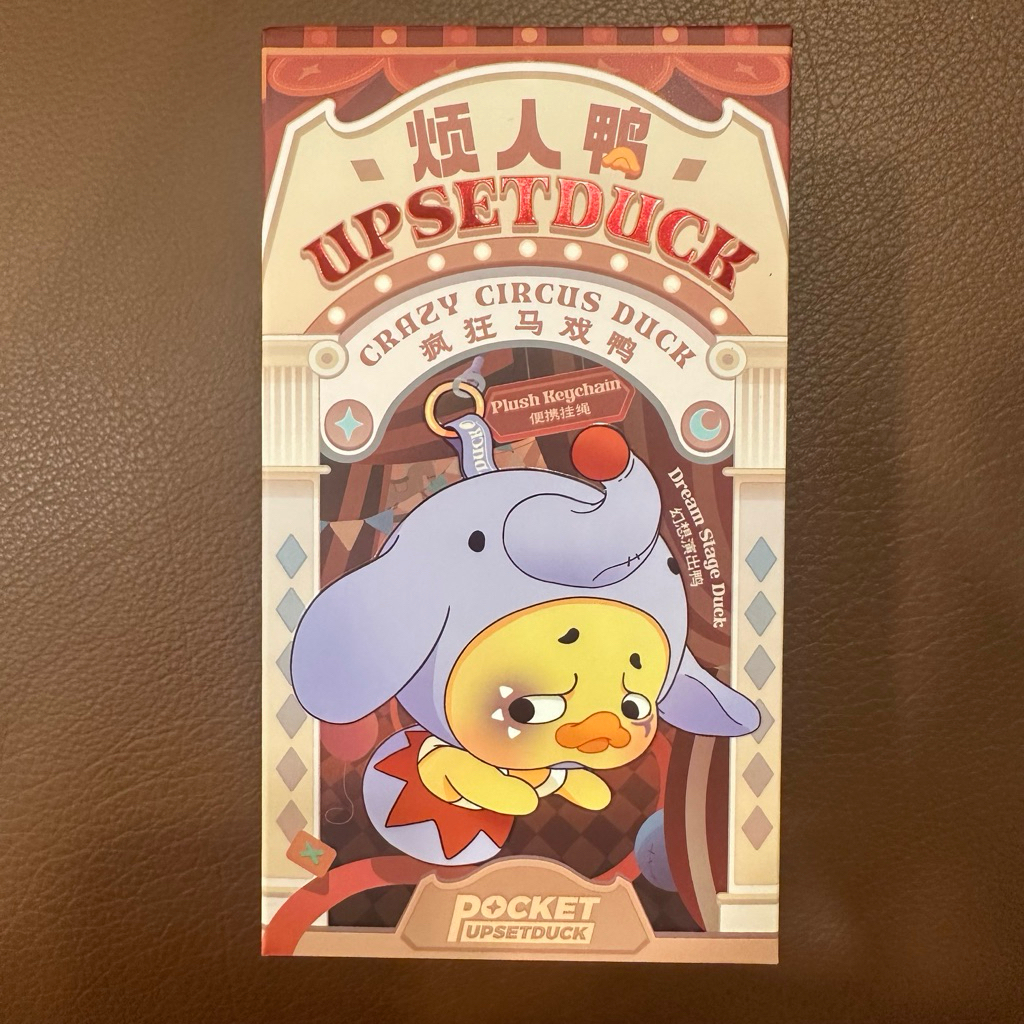 烦人鸭
UPSETDUCK
CRAZY CIRCUS DUCK
疯狂马戏鸭
Plush Keychain
便携挂绳
DUCK
Dream Stage Duck
幻想演出鸭
POCKET
UPSETDUCK